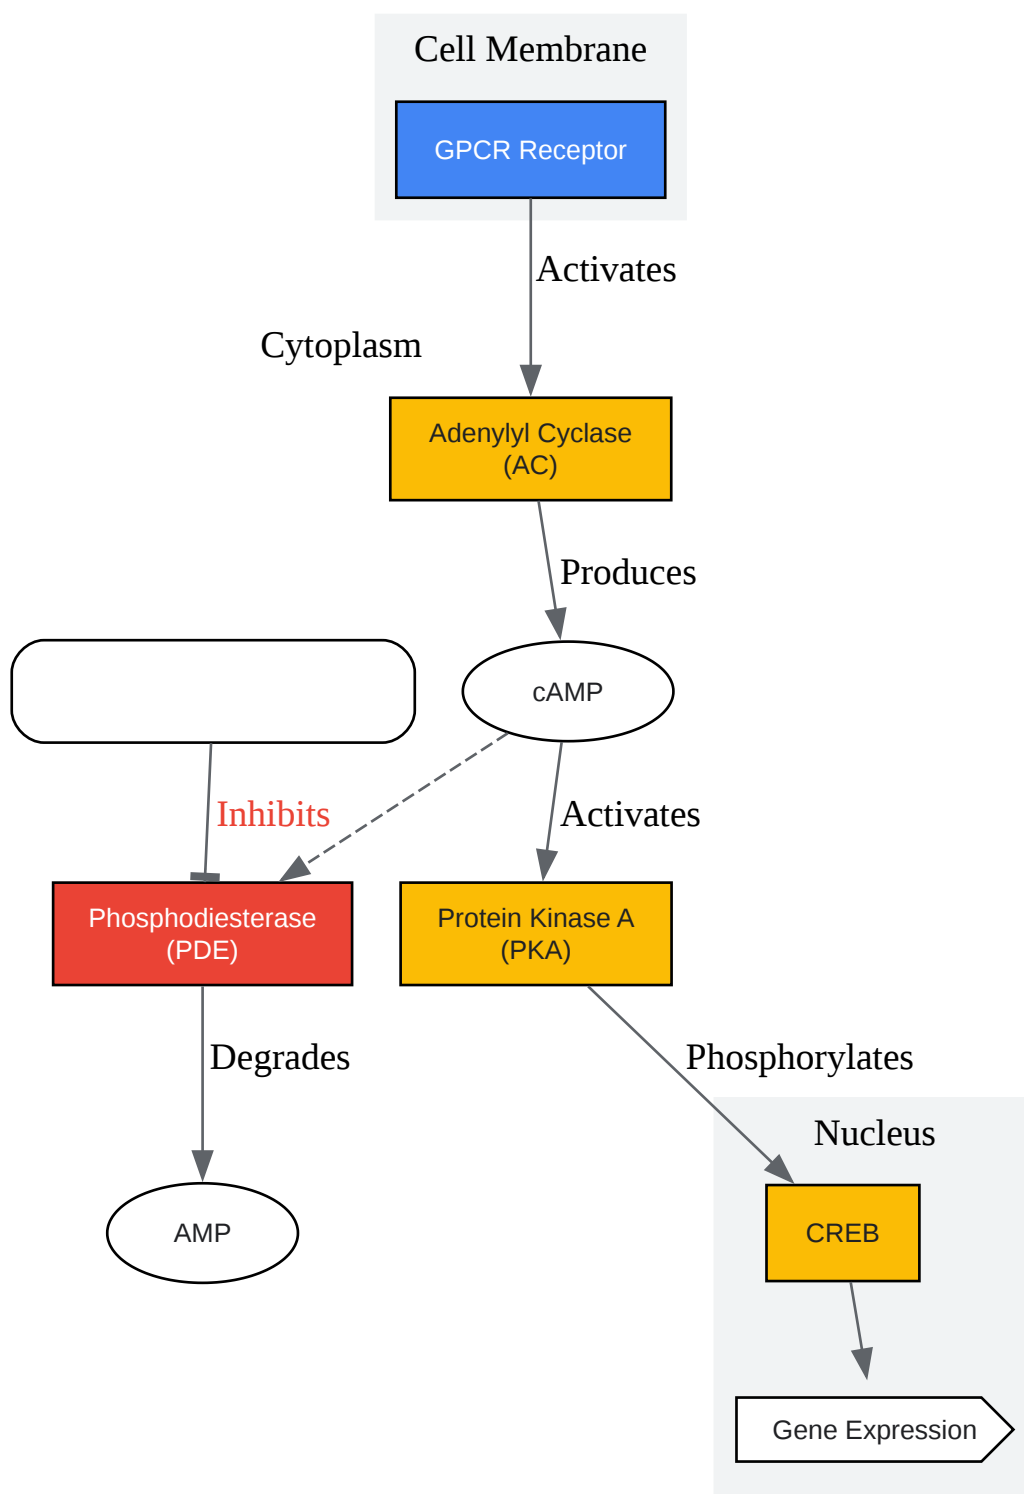 Cell Membrane
GPCR Receptor
Activates
Cytoplasm
Adenylyl Cyclase
(AC)
Produces
cAMP
Inhibits
Activates
Phosphodiesterase
(PDE)
Protein Kinase A
(PKA)
Degrades
Phosphorylates
Nucleus
AMP
CREB
Gene Expression